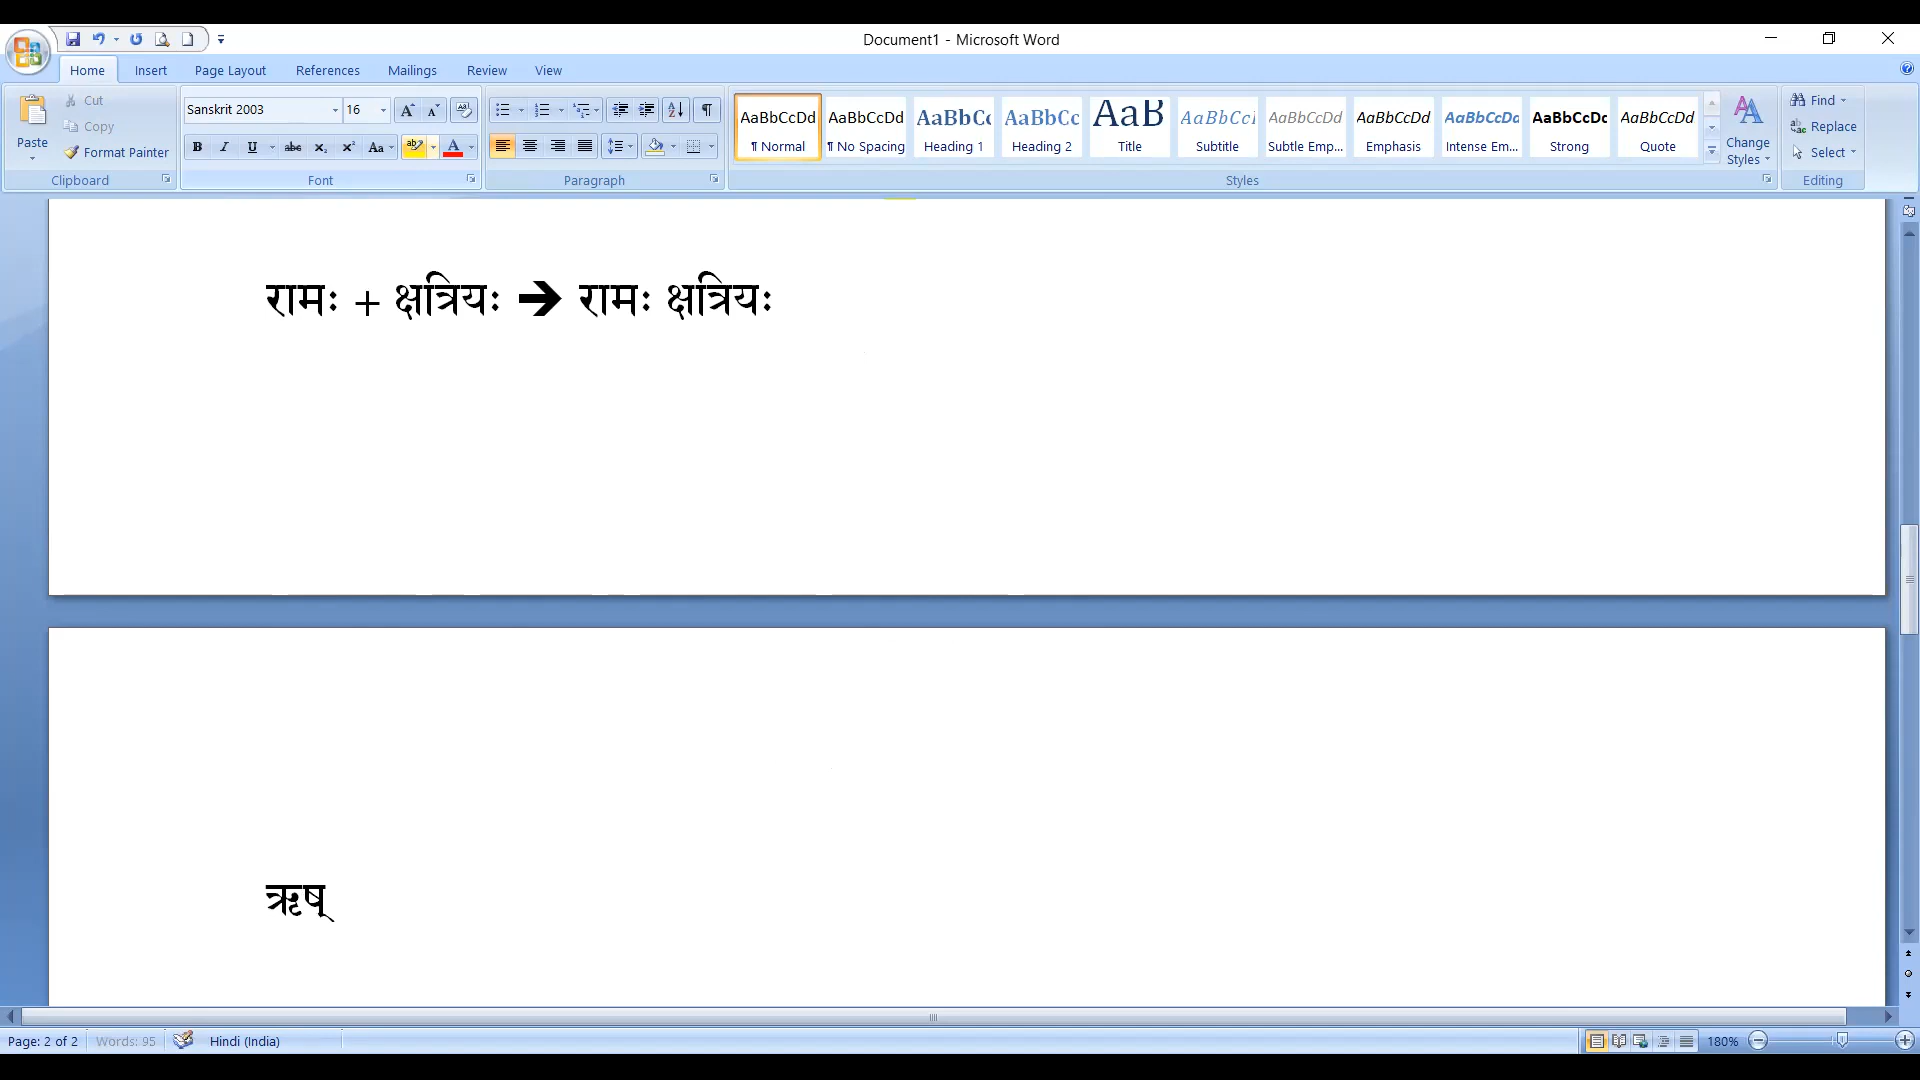 Document1 - Microsoft Word
Home Insert Page Layout References Mailings Review View
Paste Cut Copy Format Painter Clipboard
Sanskrit 2003 16 Font
Paragraph
AaBbCcDd AaBbCcDd AaBbCc AaBbCc AaB AaBbCcI AaBbCcDd AaBbCcDd AaBbCcDd AaBbCcDc AaBbCcDd
¶ Normal ¶ No Spacing Heading 1 Heading 2 Title Subtitle Subtle Emp... Emphasis Intense Em... Strong Quote
Styles
Change Styles
Find Replace Select Editing
रामः + क्षत्रियः ➔ रामः क्षत्रियः
ऋष्
Page: 2 of 2 Words: 95 Hindi (India) 180%